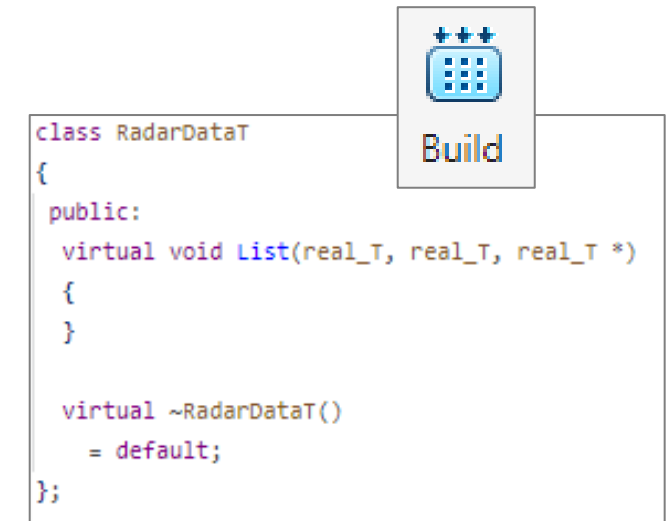 Build
class RadarDataT
{
public:
virtual void List(real_T, real_T, real_T *)
{
}
virtual ~RadarDataT()
= default;
};